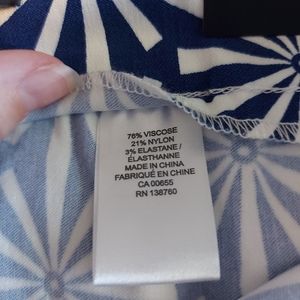 76% VISCOSE
21% NYLON
3% ELASTANE /
ÉLASTHANNE
MADE IN CHINA
FABRIQUÉ EN CHINE
CA 00655
RN 138760